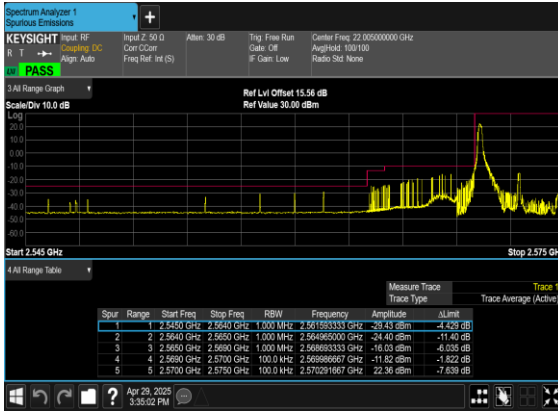 Spectrum Analyzer 1
Spurious Emissions
+
KEYSIGHT Input: RF Input Z: 50 Ω Atten: 30 dB Trig: Free Run Center Freq: 22.005000000 GHz
R T Coupling: DC Corr CCorr Gate: Off Avg|Hold: 100/100
Align: Auto Freq Ref: Int (S) IF Gain: Low Radio Std: None
PASS
3 All Range Graph
Ref Lvl Offset 15.56 dB
Scale/Div 10.0 dB Ref Value 30.00 dBm
Log
20.0
10.0
0.00
-10.0
-20.0
-30.0
-40.0
-50.0
-60.0
Start 2.545 GHz Stop 2.575 GH
4 All Range Table
Measure Trace Trace 1
Trace Type Trace Average (Active)
Spur Range Start Freq Stop Freq RBW Frequency Amplitude ΔLimit
1 1 2.5450 GHz 2.5640 GHz 1.000 MHz 2.561593333 GHz -29.43 dBm -4.429 dB
2 2 2.5640 GHz 2.5650 GHz 1.000 MHz 2.564965000 GHz -24.40 dBm -11.40 dB
3 3 2.5650 GHz 2.5690 GHz 1.000 MHz 2.568693333 GHz -16.03 dBm -6.035 dB
4 4 2.5690 GHz 2.5700 GHz 100.0 kHz 2.569986667 GHz -11.82 dBm -1.822 dB
5 5 2.5700 GHz 2.5750 GHz 100.0 kHz 2.570291667 GHz 22.36 dBm -7.639 dB
?
Apr 29, 2025
3:35:02 PM